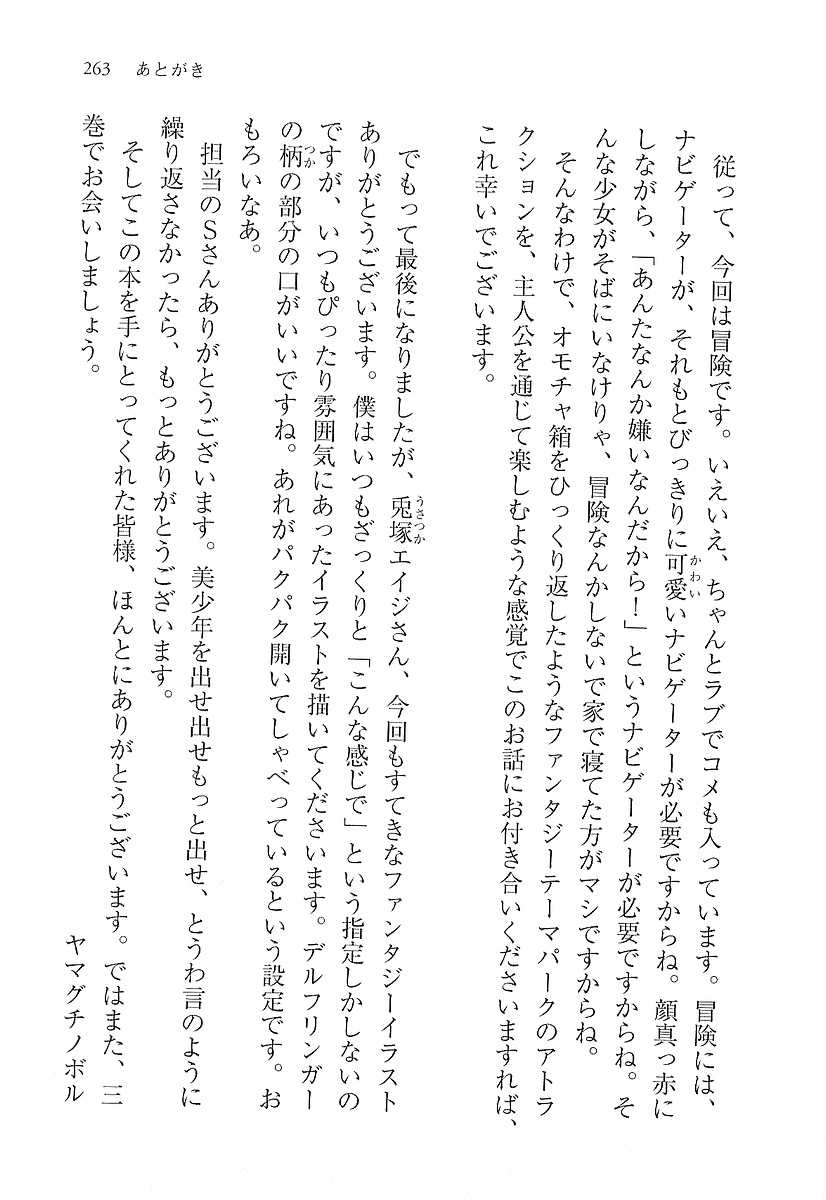 263　あとがき
従って、今回は冒険です。いえいえ、ちゃんとラブでコメも入っています。冒険には、
ナビゲーターが、それもとびっきりに可愛いナビゲーターが必要ですからね。顔真っ赤に
かわい
しながら、「あんたなんか嫌いなんだから！」というナビゲーターが必要ですからね。そ
んな少女がそばにいなけりゃ、冒険なんかしないで家で寝てた方がマシですからね。
そんなわけで、オモチャ箱をひっくり返したようなファンタジーテーマパークのアトラ
クションを、主人公を通じて楽しむような感覚でこのお話にお付き合いくださいますれば、
これ幸いでございます。
でもって最後になりましたが、兎塚エイジさん、今回もすてきなファンタジーイラスト
うさつか
ありがとうございます。僕はいつもざっくりと「こんな感じで」という指定しかしないの
ですが、いつもぴったり雰囲気にあったイラストを描いてくださいます。デルフリンガー
の柄の部分の口がいいですね。あれがパクパク開いてしゃべっているという設定です。お
つか
もろいなあ。
担当のＳさんありがとうございます。美少年を出せ出せもっと出せ、とうわ言のように
繰り返さなかったら、もっとありがとうございます。
そしてこの本を手にとってくれた皆様、ほんとにありがとうございます。ではまた、三
巻でお会いしましょう。
ヤマグチノボル